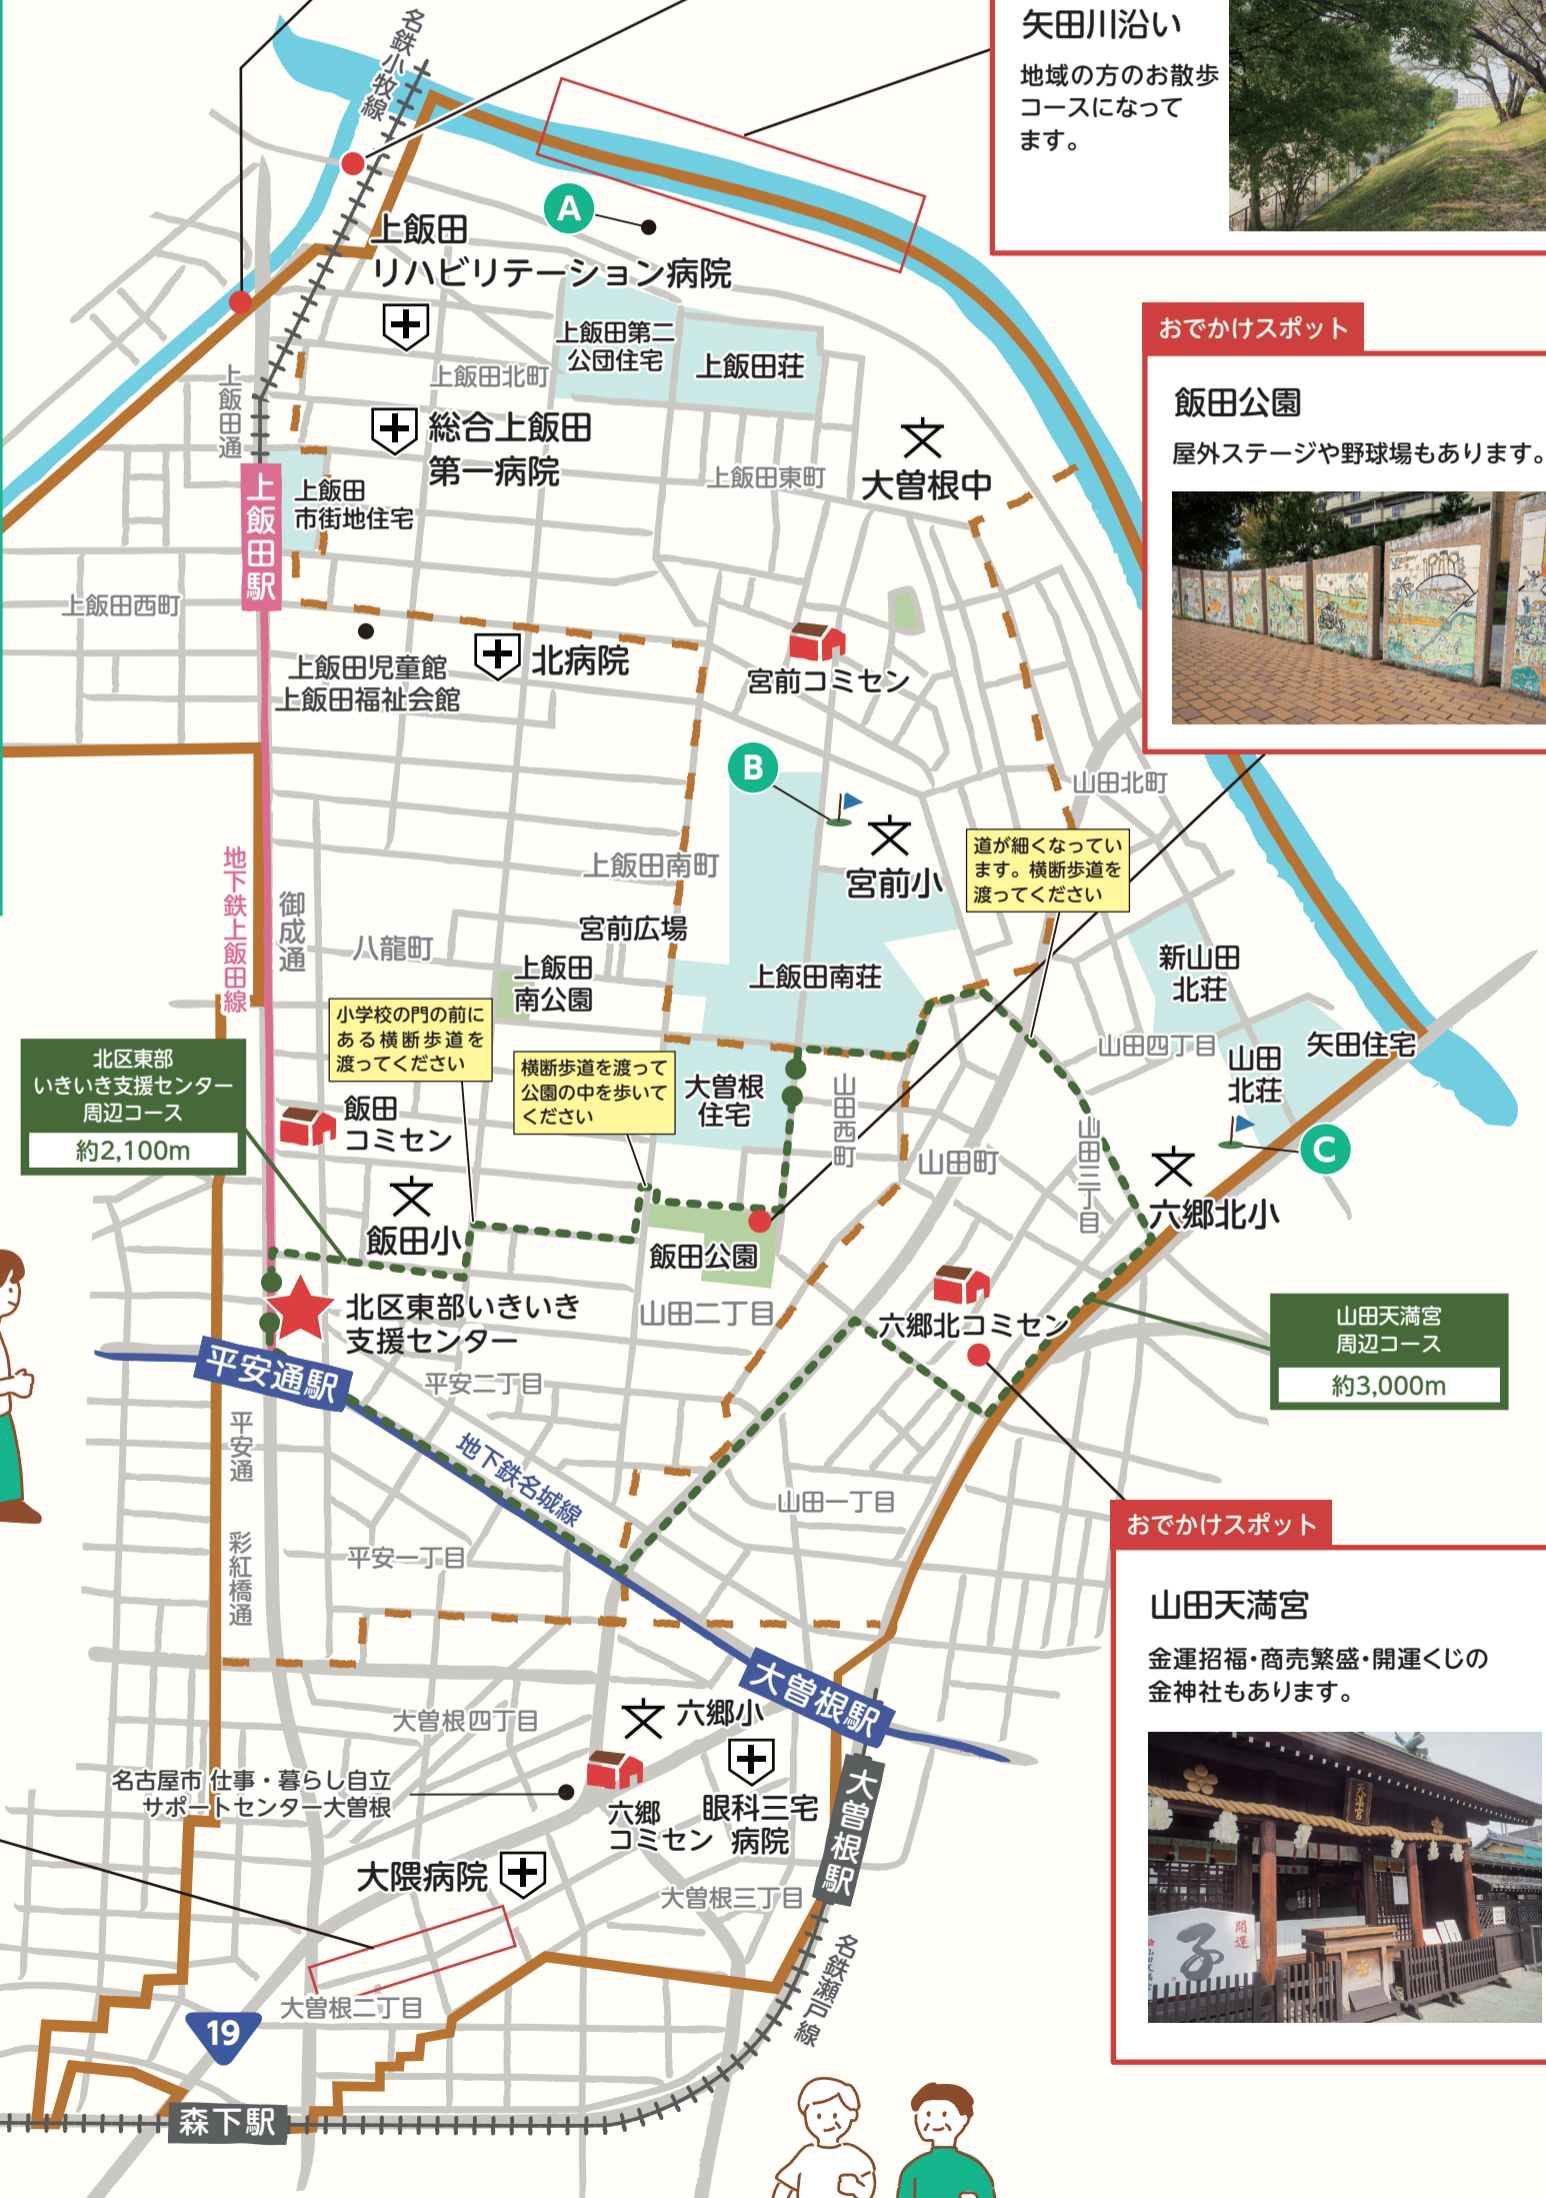 名鉄小牧線
矢田川沿い
地域の方のお散歩
コースになって
ます。
A
上飯田
リハビリテーション病院
上飯田第二
公団住宅
上飯田荘
おでかけスポット
飯田公園
屋外ステージや野球場もあります。
上飯田通
上飯田北町
総合上飯田
第一病院
上飯田東町
大曽根中
上飯田駅
上飯田
市街地住宅
上飯田西町
上飯田児童館
上飯田福祉会館
北病院
宮前コミセン
B
山田北町
宮前小
道が細くなってい
ます。横断歩道を
渡ってください
上飯田南町
地下鉄上飯田線
御成通
八龍町
宮前広場
上飯田
南公園
上飯田南荘
新山田
北荘
小学校の門の前に
ある横断歩道を
渡ってください
横断歩道を渡って
公園の中を歩いて
ください
北区東部
いきいき支援センター
周辺コース
約2,100m
大曽根
住宅
山田西町
山田四丁目
山田
北荘
矢田住宅
飯田
コミセン
山田町
山田三丁目
C
飯田小
飯田公園
六郷北小
北区東部いきいき
支援センター
山田二丁目
六郷北コミセン
山田天満宮
周辺コース
約3,000m
平安通駅
平安二丁目
平安通
地下鉄名城線
山田一丁目
彩紅橋通
平安一丁目
おでかけスポット
山田天満宮
金運招福・商売繁盛・開運くじの
金神社もあります。
大曽根駅
大曽根四丁目
六郷小
名古屋市 仕事・暮らし自立
サポートセンター大曽根
六郷
コミセン
眼科三宅
病院
大曽根駅
大隈病院
大曽根三丁目
名鉄瀬戸線
大曽根二丁目
19
森下駅
天満宮
開運
子